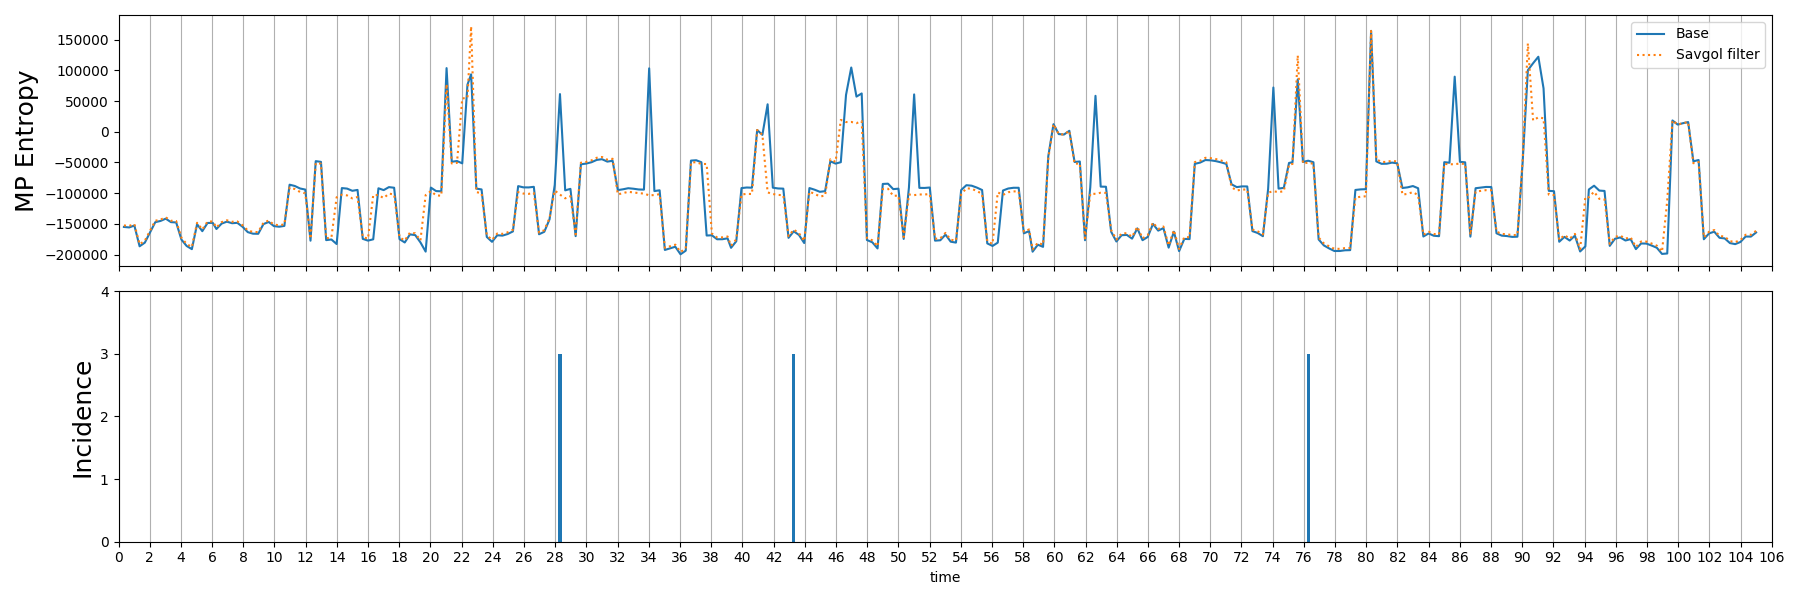 MP Entropy
150000
100000
50000
0
−50000
−100000
−150000
−200000
Base
Savgol filter
Incidence
4
3
2
1
0
0 2 4 6 8 10 12 14 16 18 20 22 24 26 28 30 32 34 36 38 40 42 44 46 48 50 52 54 56 58 60 62 64 66 68 70 72 74 76 78 80 82 84 86 88 90 92 94 96 98 100 102 104 106
time